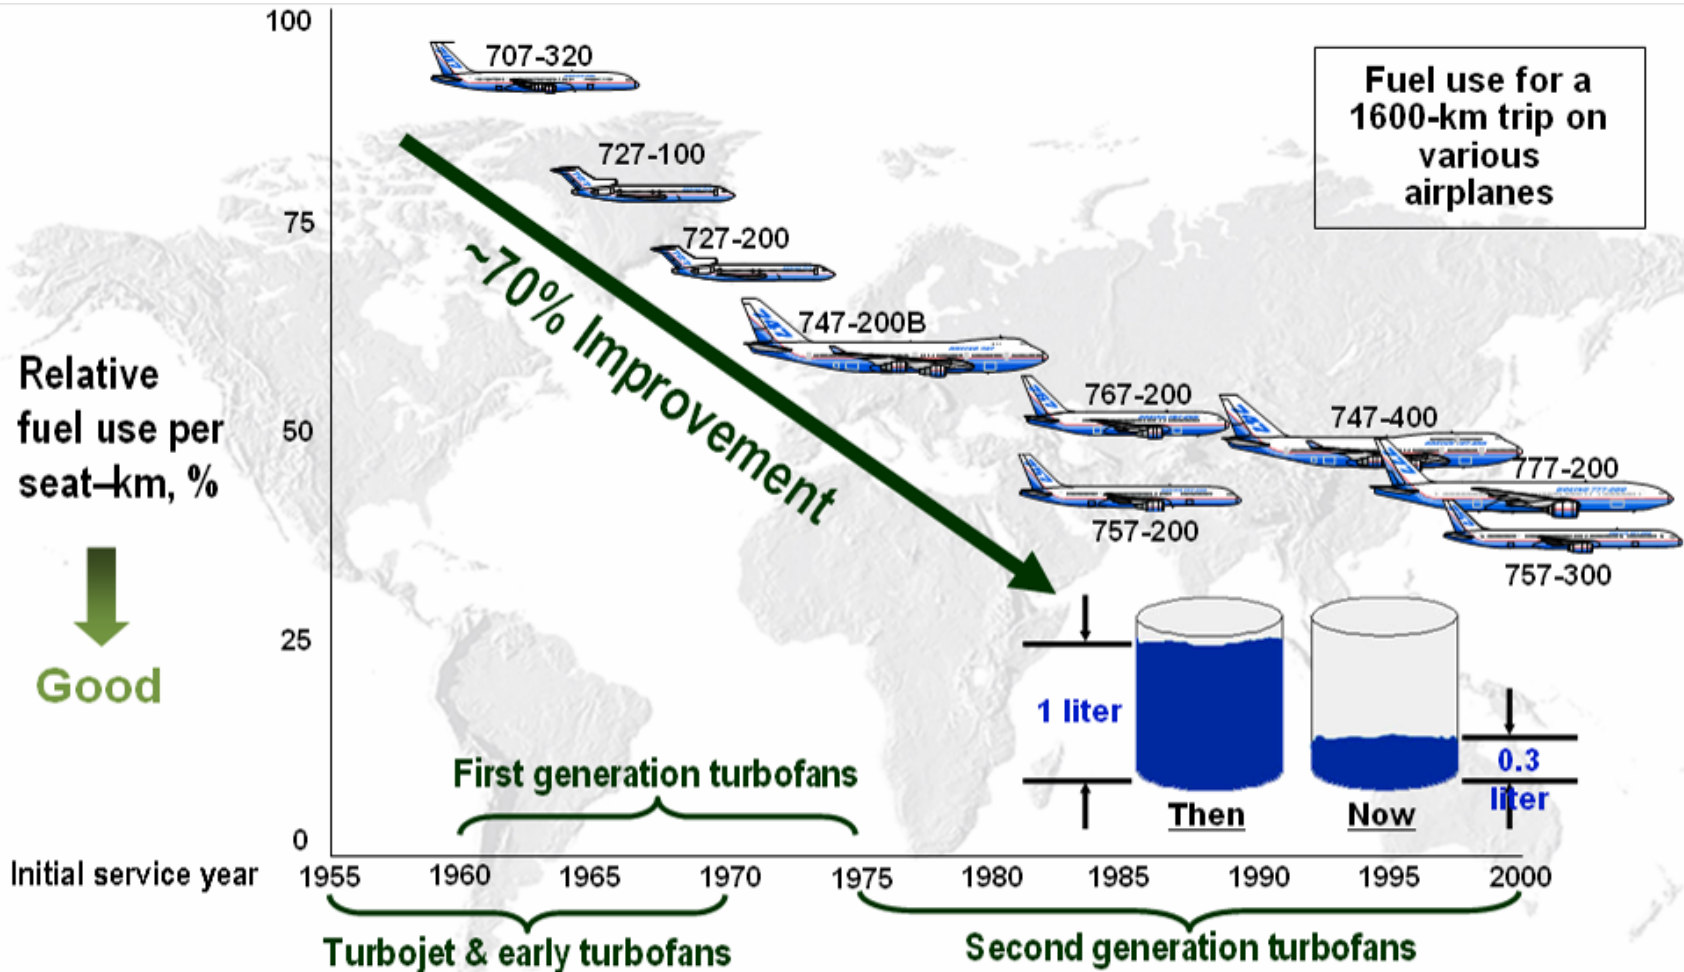 100
707-320
Fuel use for a
1600-km trip on
various
airplanes
727-100
75
727-200
~70% Improvement
747-200B
Relative
fuel use per
seat–km, %
50
767-200
747-400
777-200
757-200
757-300
25
Good
1 liter
0.3
liter
First generation turbofans
Then
Now
0
Initial service year
1955 1960 1965 1970 1975 1980 1985 1990 1995 2000
Turbojet & early turbofans
Second generation turbofans
747
747
777